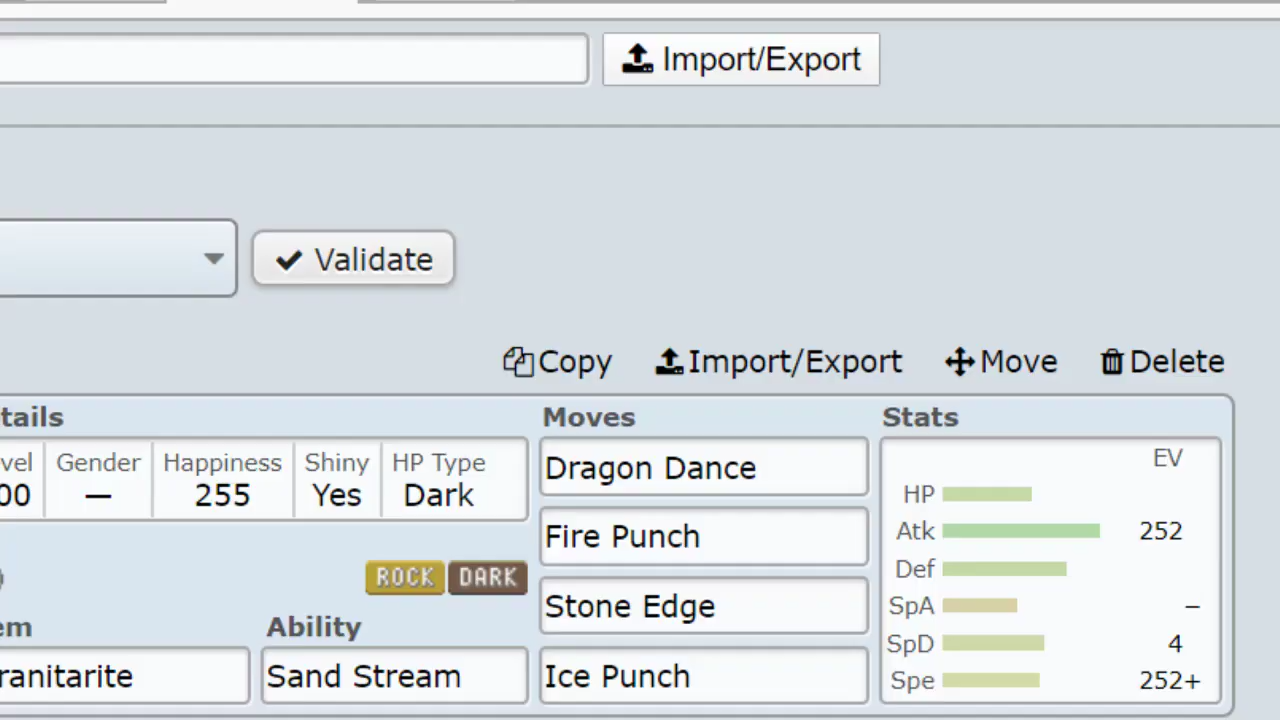 Import/Export
Validate
Copy Import/Export Move Delete
tails Moves Stats
vel Gender Happiness Shiny HP Type
00 — 255 Yes Dark
Dragon Dance
Fire Punch
Stone Edge
Ice Punch
EV
HP
Atk 252
Def
SpA –
SpD 4
Spe 252+
ROCK DARK
em Ability
ranitarite Sand Stream